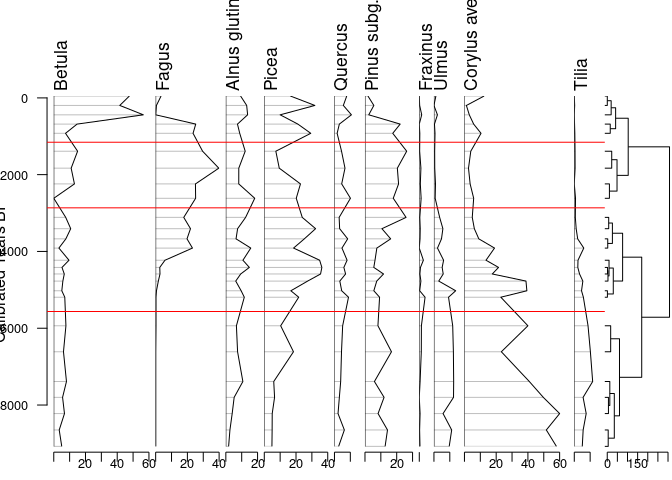 Betula
Fagus
Alnus glutin
Picea
Quercus
Pinus subg.
Fraxinus
Ulmus
Corylus ave
Tilia
0
2000
4000
6000
8000
20 40 60 20 40 20 20 40 20 20 40 60 0 150